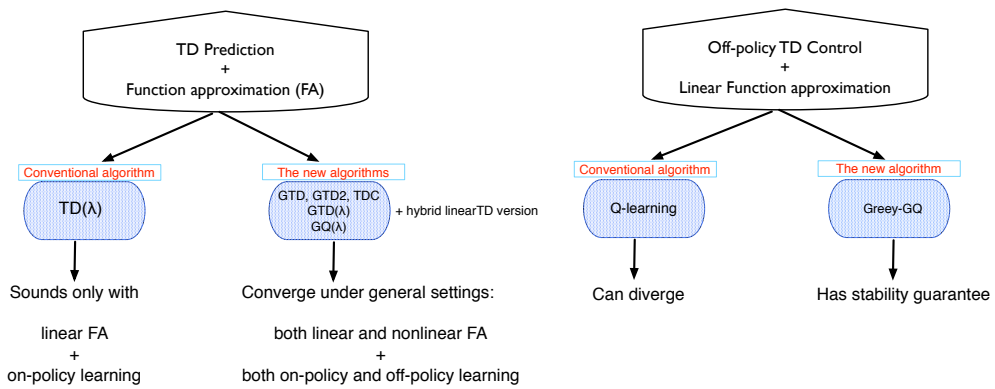 TD Prediction
+
Function approximation (FA)
Conventional algorithm
TD(λ)
Sounds only with
linear FA
+
on-policy learning
The new algorithms
GTD, GTD2, TDC
GTD(λ)
GQ(λ)
+ hybrid linearTD version
Converge under general settings:
both linear and nonlinear FA
+
both on-policy and off-policy learning
Off-policy TD Control
+
Linear Function approximation
Conventional algorithm
Q-learning
Can diverge
The new algorithm
Greey-GQ
Has stability guarantee